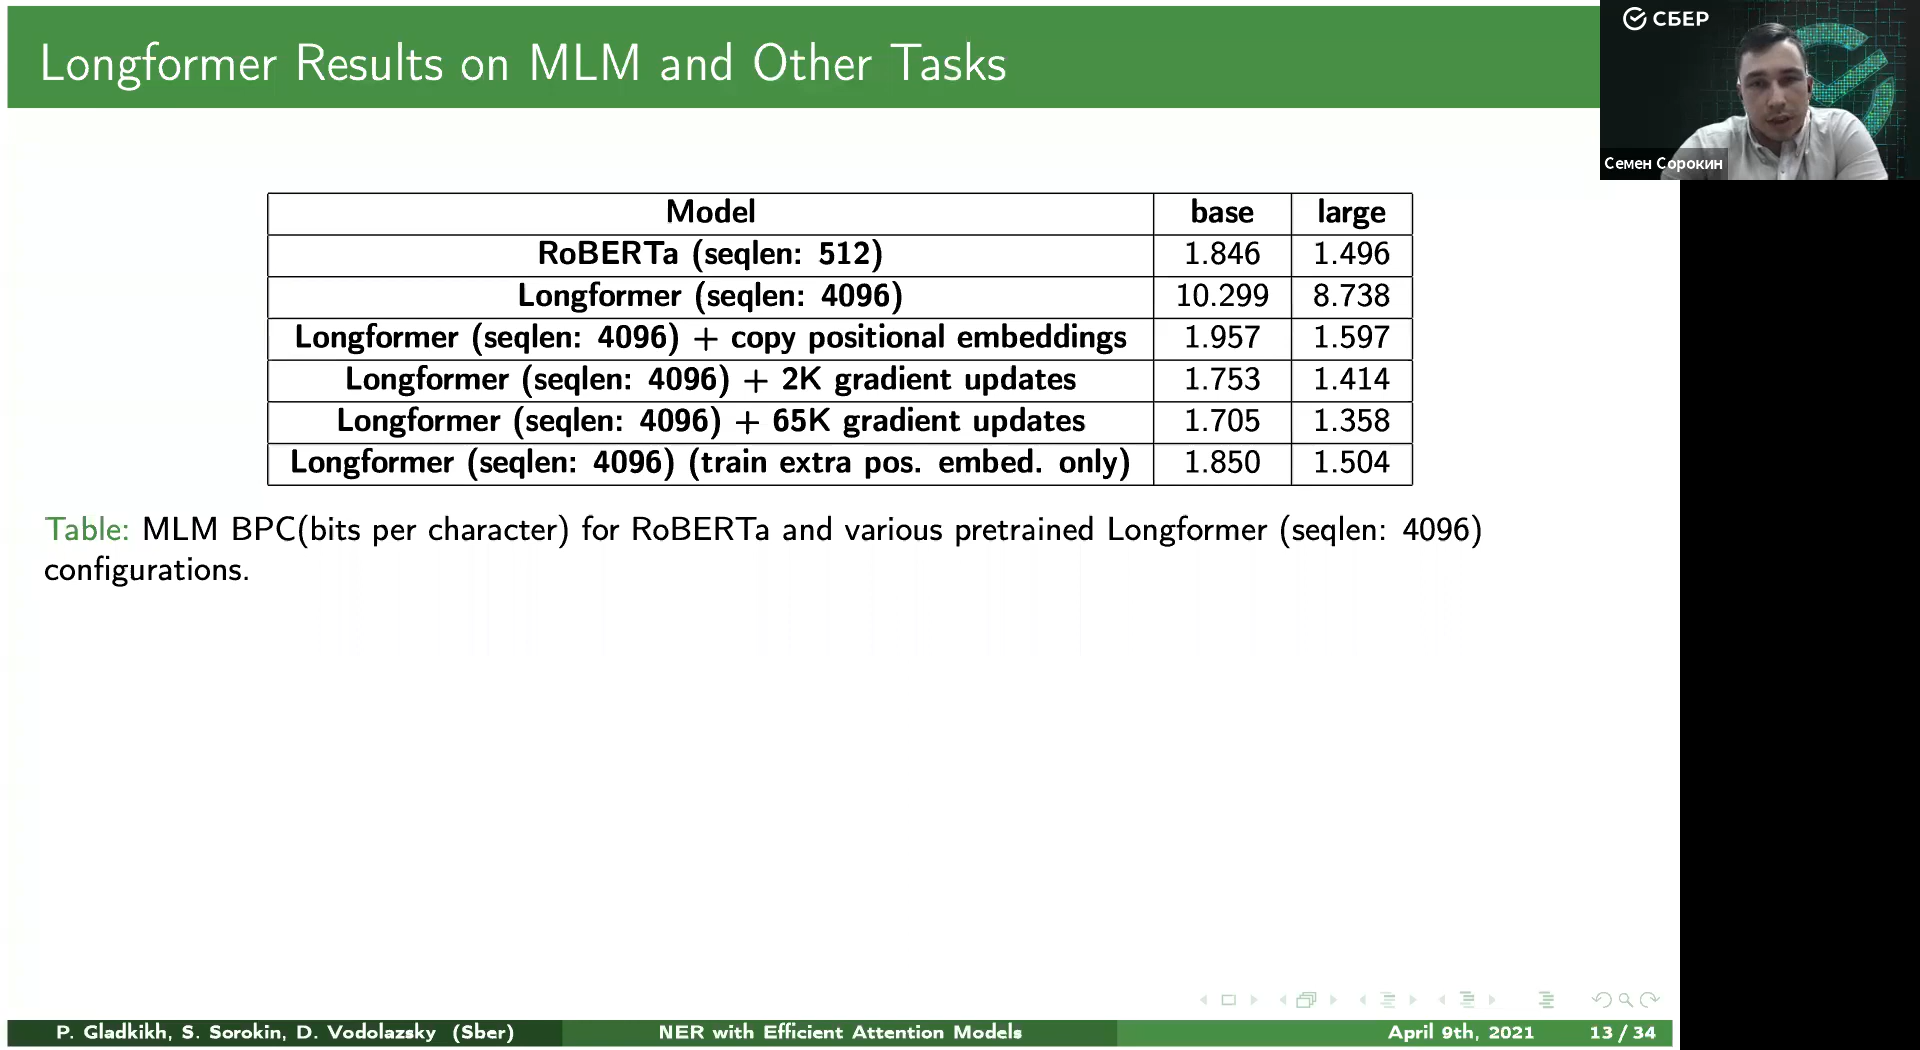 Longformer Results on MLM and Other Tasks
СБЕР
Семен Сорокин
Model base large
RoBERTa (seqlen: 512) 1.846 1.496
Longformer (seqlen: 4096) 10.299 8.738
Longformer (seqlen: 4096) + copy positional embeddings 1.957 1.597
Longformer (seqlen: 4096) + 2K gradient updates 1.753 1.414
Longformer (seqlen: 4096) + 65K gradient updates 1.705 1.358
Longformer (seqlen: 4096) (train extra pos. embed. only) 1.850 1.504
Table: MLM BPC(bits per character) for RoBERTa and various pretrained Longformer (seqlen: 4096)
configurations.
P. Gladkikh, S. Sorokin, D. Vodolazsky (Sber) NER with Efficient Attention Models April 9th, 2021 13 / 34